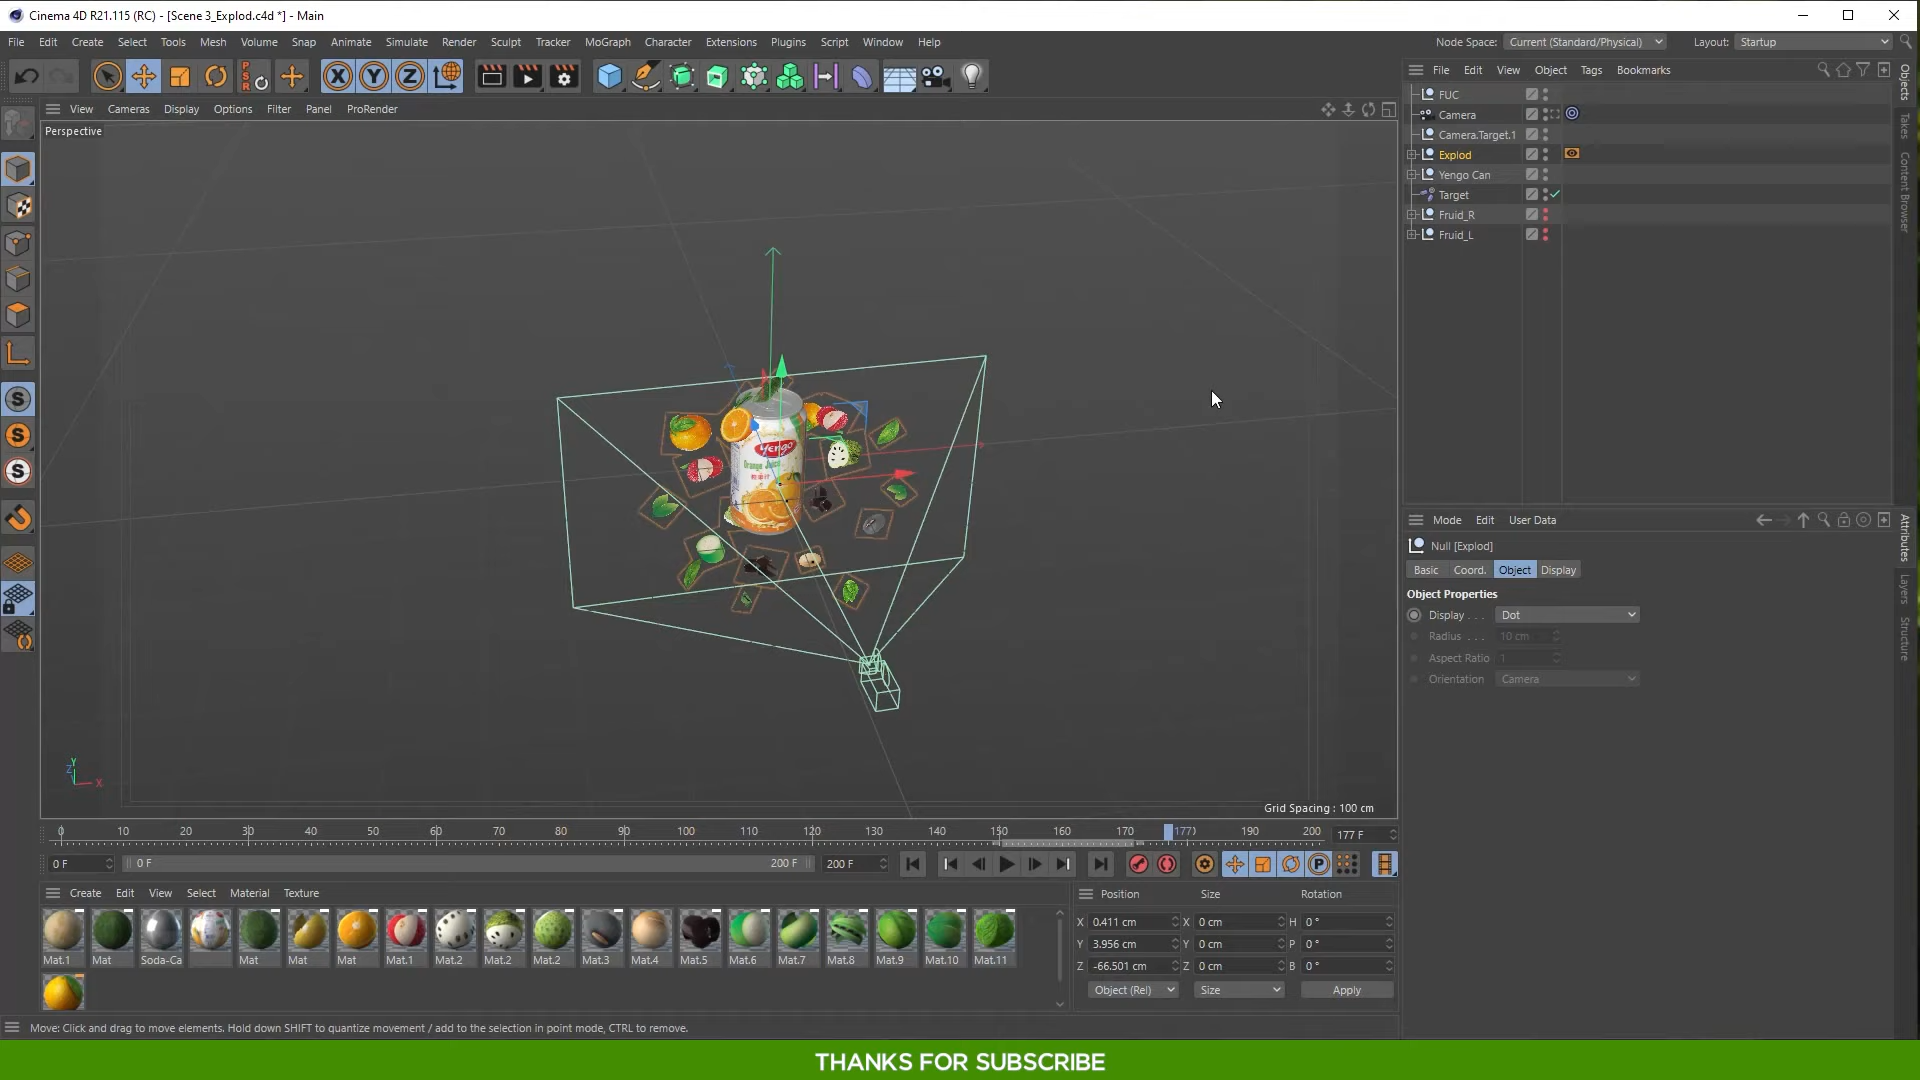 Cinema 4D R21.115 (RC) - [Scene 3_Explod.c4d *] - Main
File Edit Create Select Tools Mesh Volume Snap Animate Simulate Render Sculpt Tracker MoGraph Character Extensions Plugins Script Window Help
Node Space: Current (Standard/Physical) Layout: Startup
File Edit View Object Tags Bookmarks
View Cameras Display Options Filter Panel ProRender
Perspective
FUC
Camera
Camera.Target.1
Explod
Yengo Can
Target
Fruid_R
Fruid_L
Objects
Takes
Content Browser
yengo
Orange Juice
Y
Z
X
Grid Spacing : 100 cm
Mode Edit User Data
Null [Explod]
Basic Coord. Object Display
Object Properties
Display . . . Dot
Radius . . . 10 cm
Aspect Ratio 1
Orientation Camera
Attributes
Layers
Structure
0 10 20 30 40 50 60 70 80 90 100 110 120 130 140 150 160 170 177 190 200 177 F
0 F 0 F 200 F 200 F
Create Edit View Select Material Texture
Mat.1 Mat Soda-Ca Mat Mat Mat Mat.1 Mat.2 Mat.2 Mat.2 Mat.3 Mat.4 Mat.5 Mat.6 Mat.7 Mat.8 Mat.9 Mat.10 Mat.11
Position Size Rotation
X 0.411 cm X 0 cm H 0 °
Y 3.956 cm Y 0 cm P 0 °
Z -66.501 cm Z 0 cm B 0 °
Object (Rel) Size Apply
Move: Click and drag to move elements. Hold down SHIFT to quantize movement / add to the selection in point mode, CTRL to remove.
THANKS FOR SUBSCRIBE